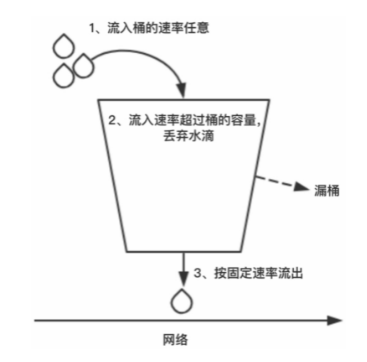 1、流入桶的速率任意
2、流入速率超过桶的容量，
丢弃水滴
漏桶
3、按固定速率流出
网络